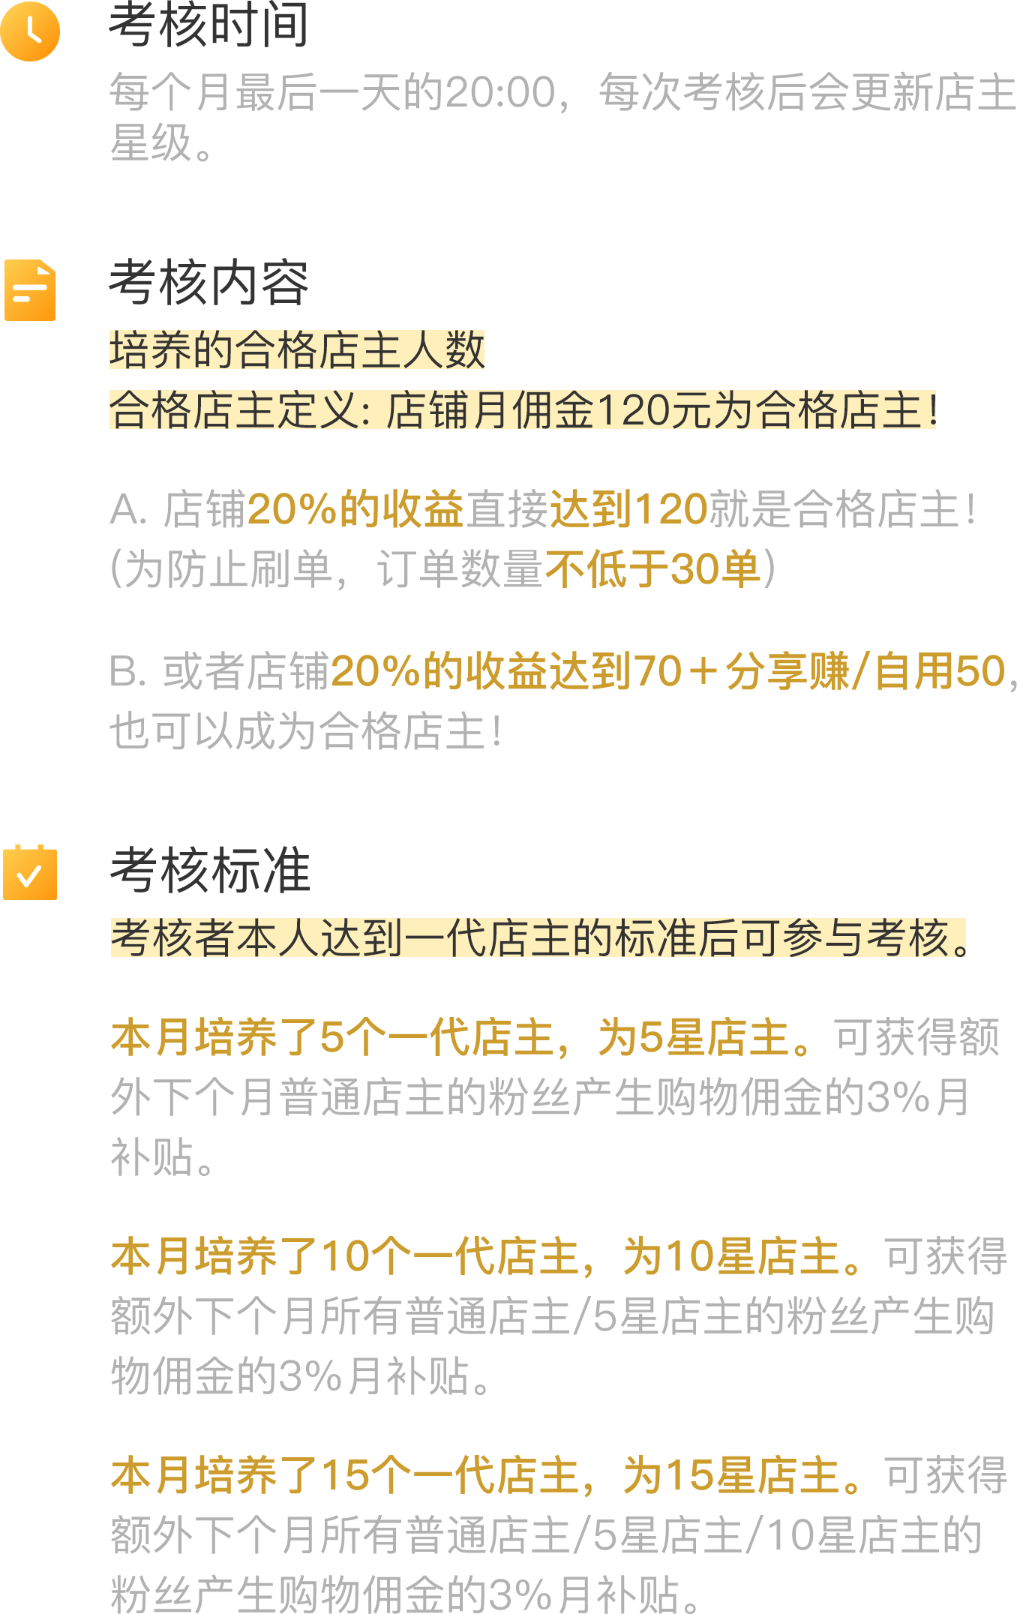 考核时间
每个月最后一天的20:00，每次考核后会更新店主
星级。
考核内容
培养的合格店主人数
合格店主定义: 店铺月佣金120元为合格店主！
A. 店铺20%的收益直接达到120就是合格店主！
(为防止刷单，订单数量不低于30单)
B. 或者店铺20%的收益达到70＋分享赚/自用50，
也可以成为合格店主！
考核标准
考核者本人达到一代店主的标准后可参与考核。
本月培养了5个一代店主，为5星店主。可获得额
外下个月普通店主的粉丝产生购物佣金的3%月
补贴。
本月培养了10个一代店主，为10星店主。可获得
额外下个月所有普通店主/5星店主的粉丝产生购
物佣金的3%月补贴。
本月培养了15个一代店主，为15星店主。可获得
额外下个月所有普通店主/5星店主/10星店主的
粉丝产生购物佣金的3%月补贴。